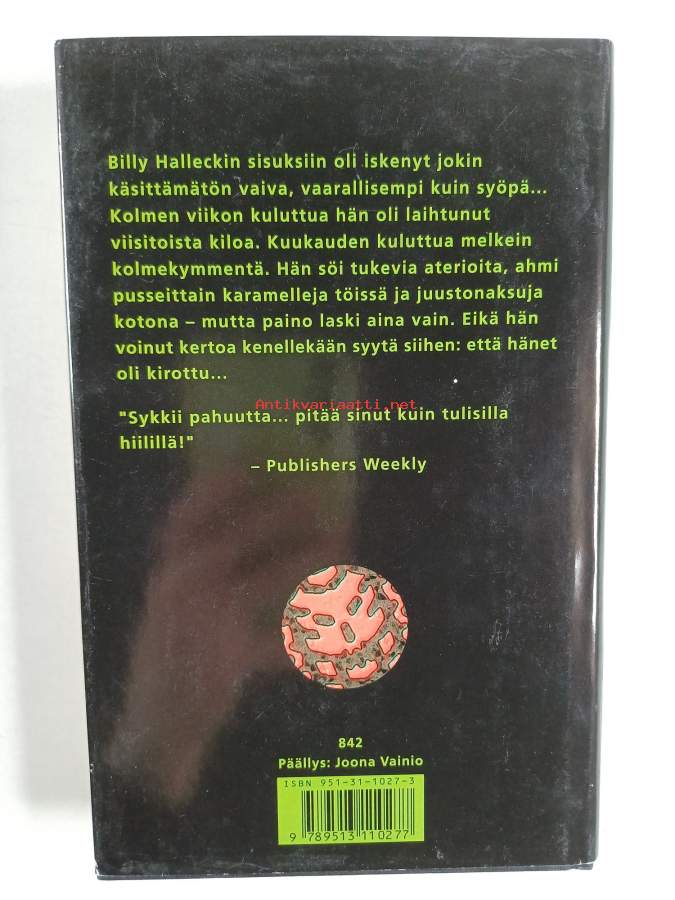 Billy Halleckin sisuksiin oli iskenyt jokin
käsittämätön vaiva, vaarallisempi kuin syöpä...
Kolmen viikon kuluttua hän oli laihtunut
viisitoista kiloa. Kuukauden kuluttua melkein
kolmekymmentä. Hän söi tukevia aterioita, ahmi
pusseittain karamelleja töissä ja juustonaksuja
kotona – mutta paino laski aina vain. Eikä hän
voinut kertoa kenellekään syytä siihen: että hänet
oli kirottu...
Antikvariaatti.net
"Sykkii pahuutta... pitää sinut kuin tulisilla
hiilillä!"
– Publishers Weekly
842
Päällys: Joona Vainio
ISBN 951-31-1027-3
9 789513 110277